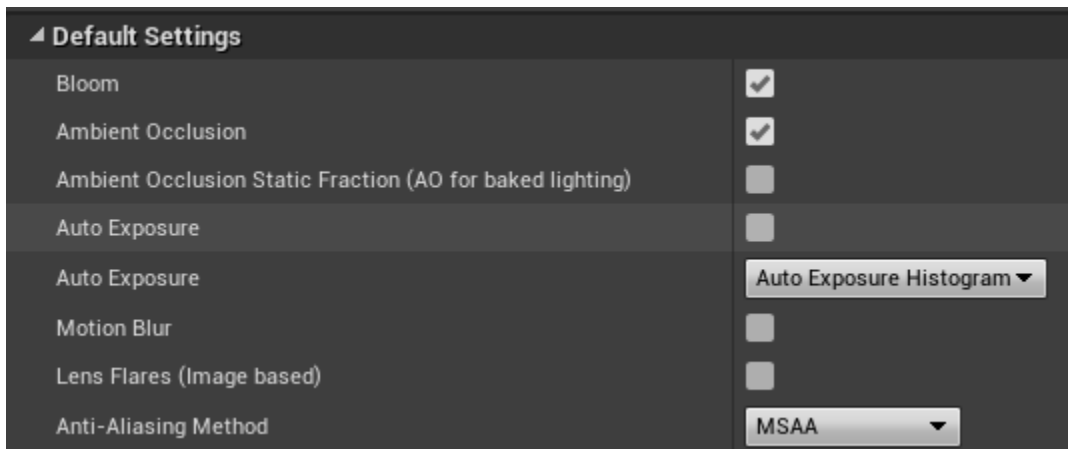 Default Settings
Bloom
Ambient Occlusion
Ambient Occlusion Static Fraction (AO for baked lighting)
Auto Exposure
Auto Exposure Auto Exposure Histogram
Motion Blur
Lens Flares (Image based)
Anti-Aliasing Method MSAA